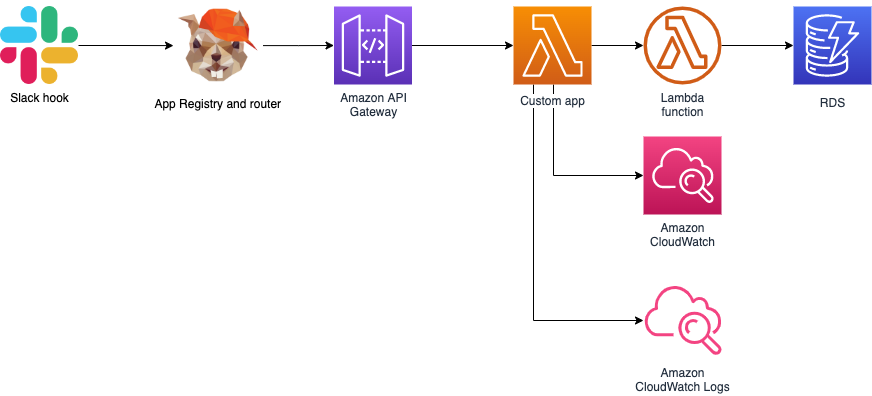 Slack hook
App Registry and router
Amazon API
Gateway
</>
Custom app
Lambda
function
RDS
Amazon
CloudWatch
Amazon
CloudWatch Logs